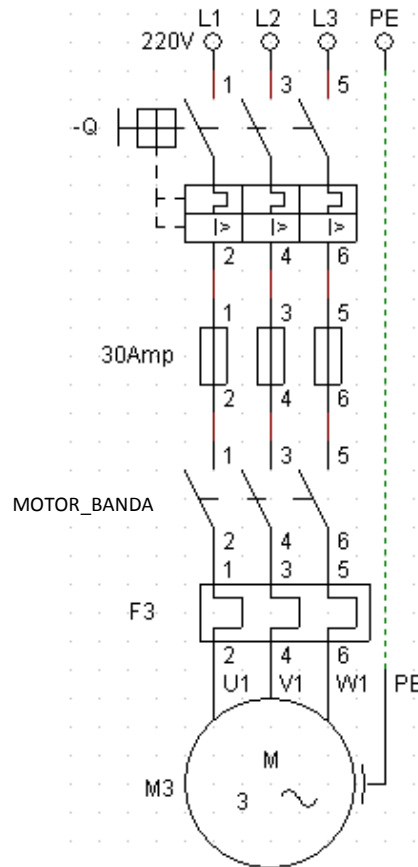 L1 L2 L3 PE
220V
1 3 5
-Q
I> I> I>
2 4 6
1 3 5
30Amp
2 4 6
1 3 5
MOTOR_BANDA
2 4 6
1 3 5
F3
2 4 6
U1 V1 W1 PE
M
M3
3